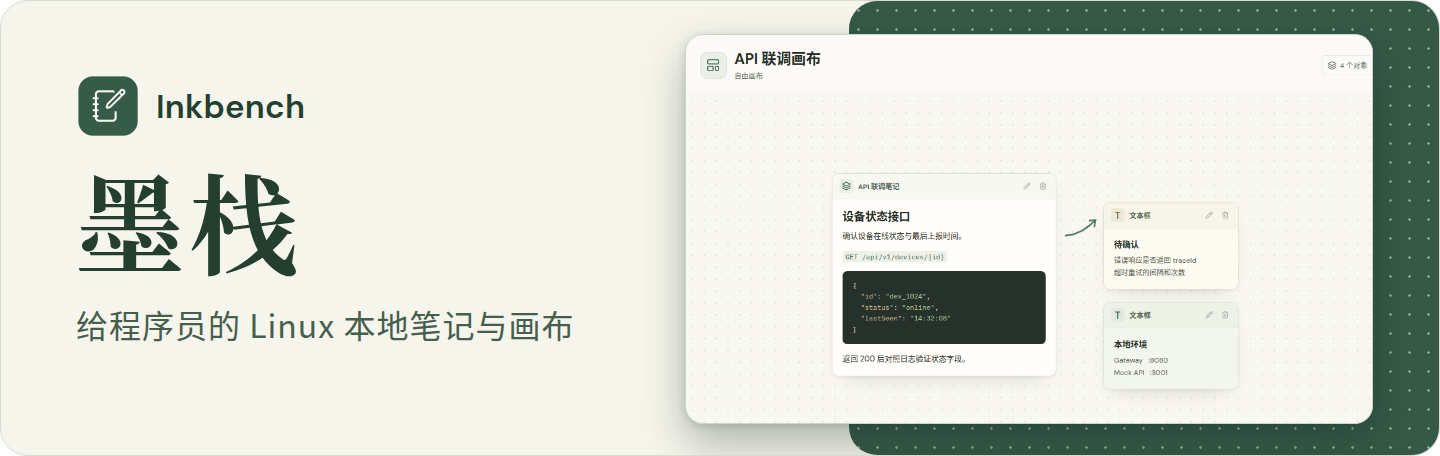 Inkbench
墨栈
给程序员的 Linux 本地笔记与画布
API 联调画布
自由画布
4 个对象
API 联调笔记
设备状态接口
确认设备在线状态与最后上报时间。
GET /api/v1/devices/{id}
{
"id": "dev_1024",
"status": "online",
"lastSeen": "14:32:08"
}
返回 200 后对照日志验证状态字段。
T 文本框
待确认
错误响应是否返回 traceId
超时重试的间隔和次数
T 文本框
本地环境
Gateway :8080
Mock API :3001